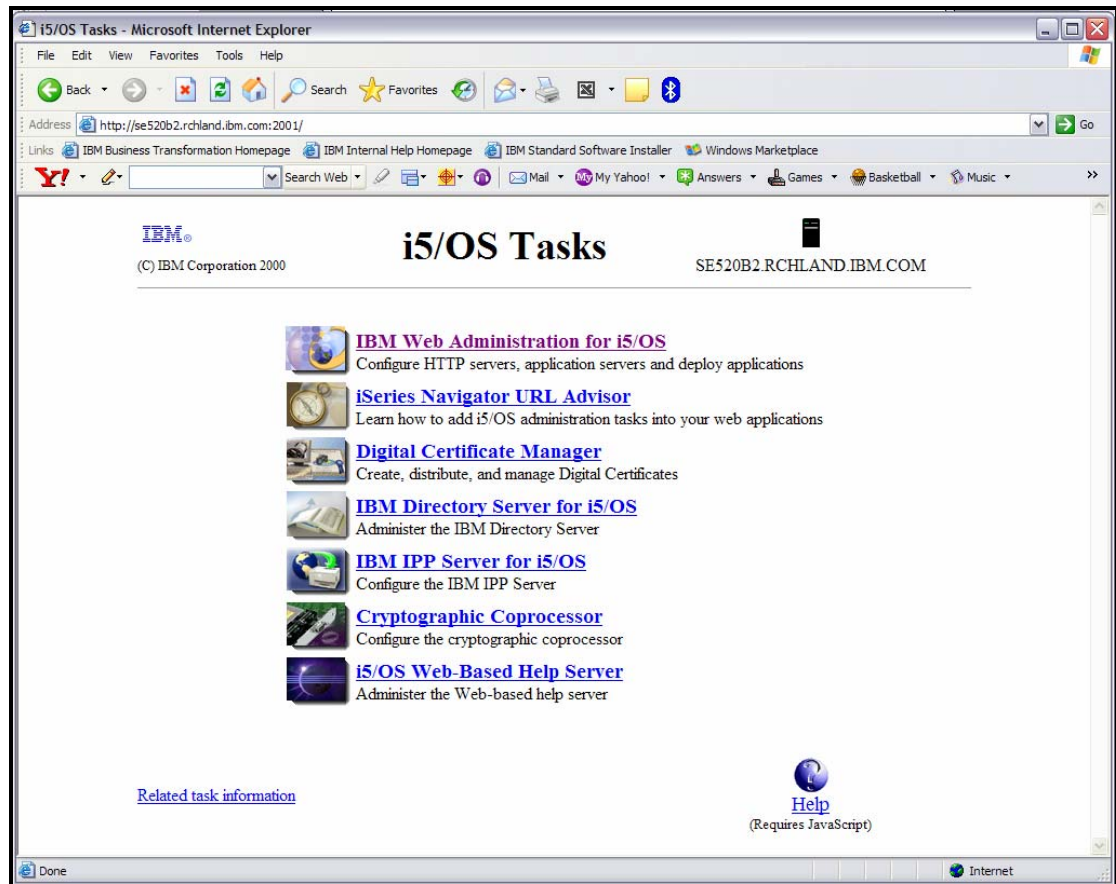 i5/OS Tasks - Microsoft Internet Explorer
File Edit View Favorites Tools Help
Back Search Favorites
Address http://se520b2.rchland.ibm.com:2001/ Go
Links IBM Business Transformation Homepage IBM Internal Help Homepage IBM Standard Software Installer Windows Marketplace
Y! Search Web Mail My My Yahoo! Answers Games Basketball Music »
IBM®
(C) IBM Corporation 2000
i5/OS Tasks
SE520B2.RCHLAND.IBM.COM
IBM Web Administration for i5/OS
Configure HTTP servers, application servers and deploy applications
iSeries Navigator URL Advisor
Learn how to add i5/OS administration tasks into your web applications
Digital Certificate Manager
Create, distribute, and manage Digital Certificates
IBM Directory Server for i5/OS
Administer the IBM Directory Server
IBM IPP Server for i5/OS
Configure the IBM IPP Server
Cryptographic Coprocessor
Configure the cryptographic coprocessor
i5/OS Web-Based Help Server
Administer the Web-based help server
Related task information
Help
(Requires JavaScript)
Done Internet